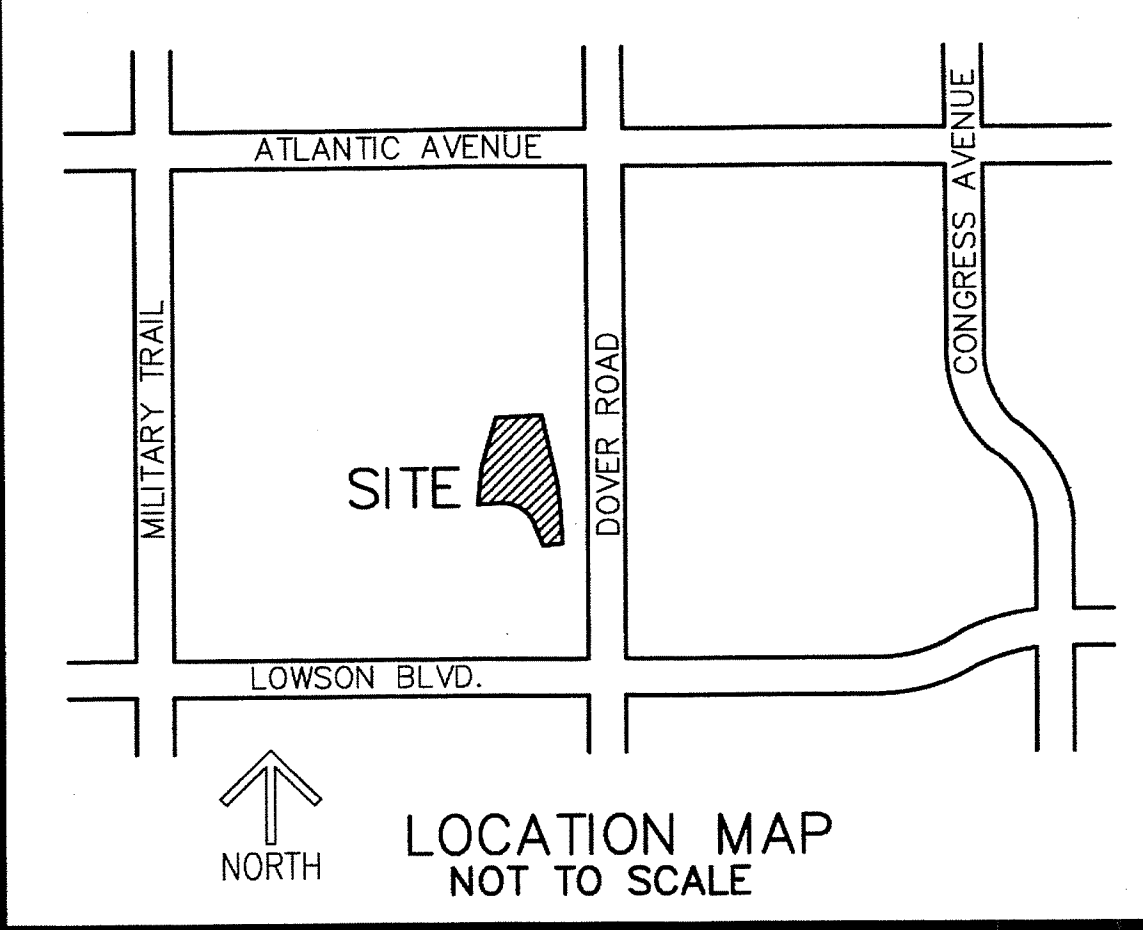 ATLANTIC AVENUE
CONGRESS AVENUE
MILITARY TRAIL
DOVER ROAD
SITE
LOWSON BLVD.
NORTH
LOCATION MAP
NOT TO SCALE